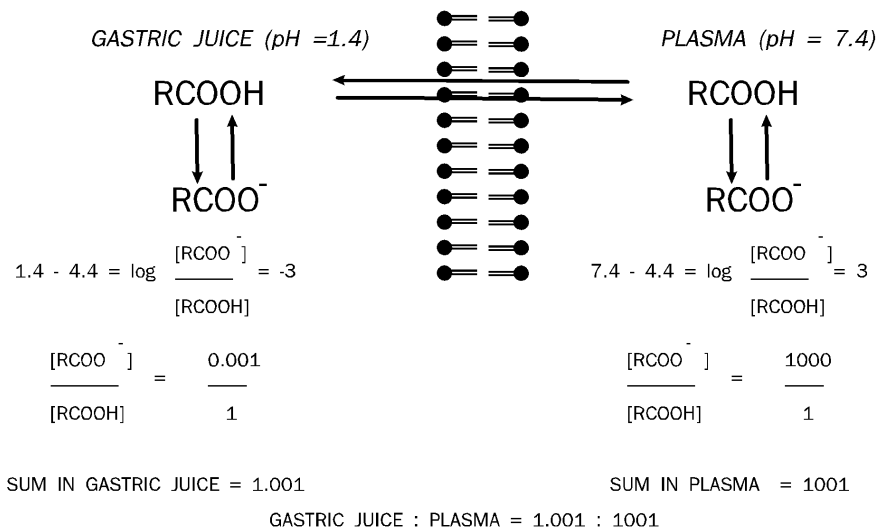 GASTRIC JUICE (pH =1.4)
PLASMA (pH = 7.4)
RCOOH
RCOOH
RCOO-
RCOO-
1.4 - 4.4 = log [RCOO-] / [RCOOH] = -3
7.4 - 4.4 = log [RCOO-] / [RCOOH] = 3
[RCOO-] / [RCOOH] = 0.001 / 1
[RCOO-] / [RCOOH] = 1000 / 1
SUM IN GASTRIC JUICE = 1.001
SUM IN PLASMA = 1001
GASTRIC JUICE : PLASMA = 1.001 : 1001